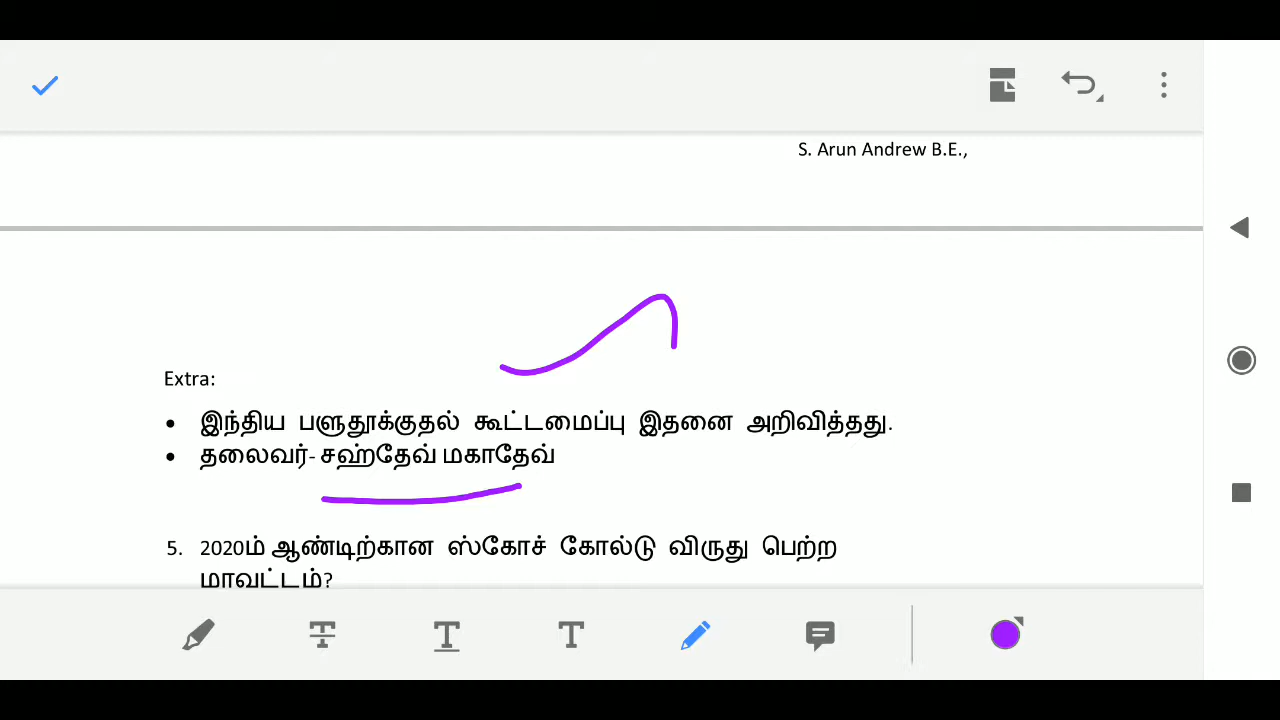 S. Arun Andrew B.E.,
Extra:
• இந்திய பளுதூக்குதல் கூட்டமைப்பு இதனை அறிவித்தது.
• தலைவர்- சஹ்தேவ் மகாதேவ்
5. 2020ம் ஆண்டிற்கான ஸ்கோச் கோல்டு விருது பெற்ற
மாவட்டம்?